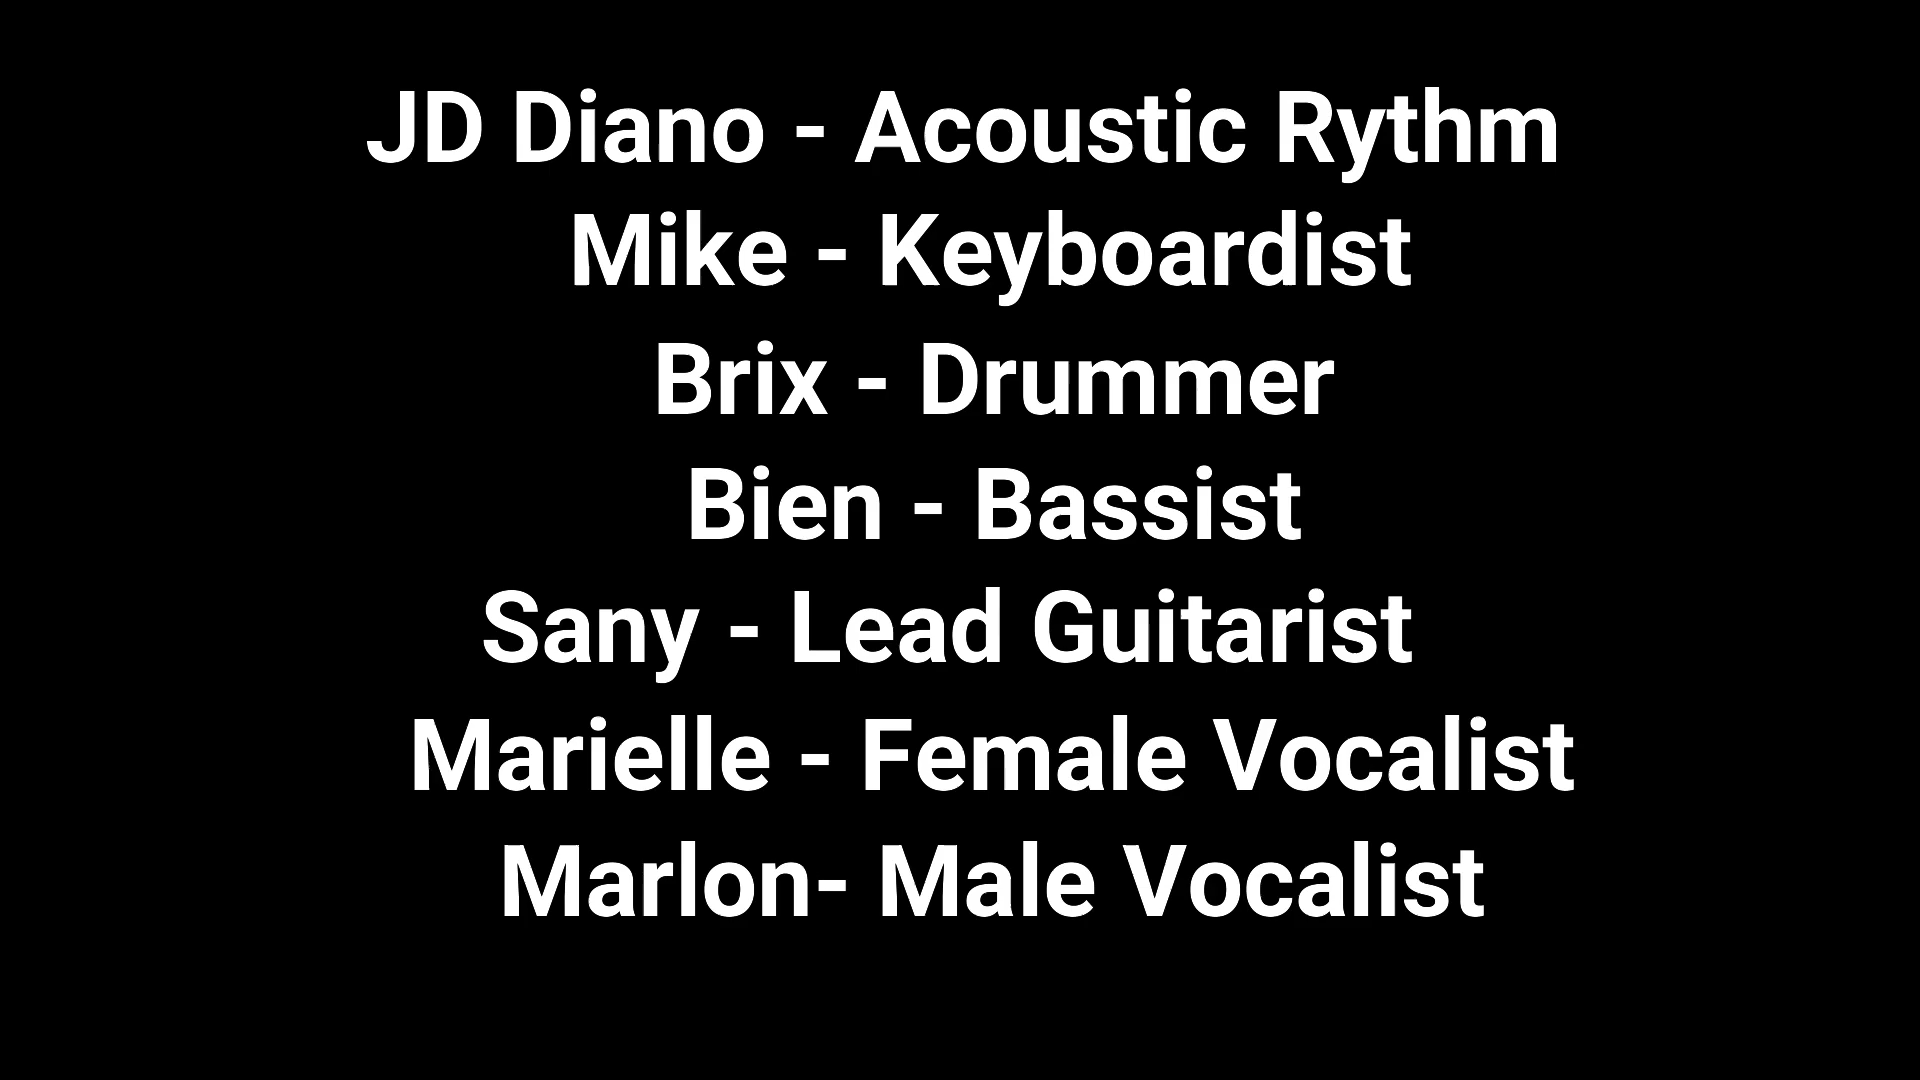 JD Diano - Acoustic Rythm
Mike - Keyboardist
Brix - Drummer
Bien - Bassist
Sany - Lead Guitarist
Marielle - Female Vocalist
Marlon- Male Vocalist